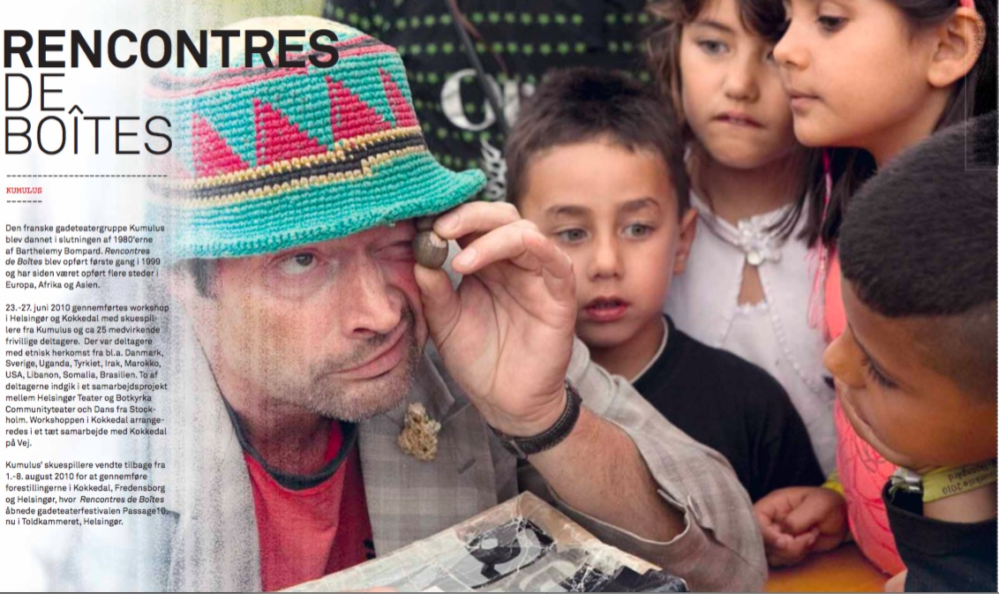 RENCONTRES
DE
BOÎTES
KUMULUS
Den franske gadeteatergruppe Kumulus
blev dannet i slutningen af 1980'erne
af Barthelemy Bompard. Rencontres
de Boîtes blev opført første gang i 1999
og har siden været opført flere steder i
Europa, Afrika og Asien.
23.-27. juni 2010 gennemførtes workshop
i Helsingør og Kokkedal med skuespil-
lere fra Kumulus og ca 25 medvirkende
frivillige deltagere. Der var deltagere
med etnisk herkomst fra bl.a. Danmark,
Sverige, Uganda, Tyrkiet, Irak, Marokko,
USA, Libanon, Somalia, Brasilien. To af
deltagerne indgik i et samarbejdsprojekt
mellem Helsingør Teater og Botkyrka
Communityteater och Dans fra Stock-
holm. Workshoppen i Kokkedal arrange-
redes i et tæt samarbejde med Kokkedal
på Vej.
Kumulus' skuespillere vendte tilbage fra
1.-8. august 2010 for at gennemføre
forestillingerne i Kokkedal, Fredensborg
og Helsingør, hvor Rencontres de Boîtes
åbnede gadeteaterfestivalen Passage10,
nu i Toldkammeret, Helsingør.